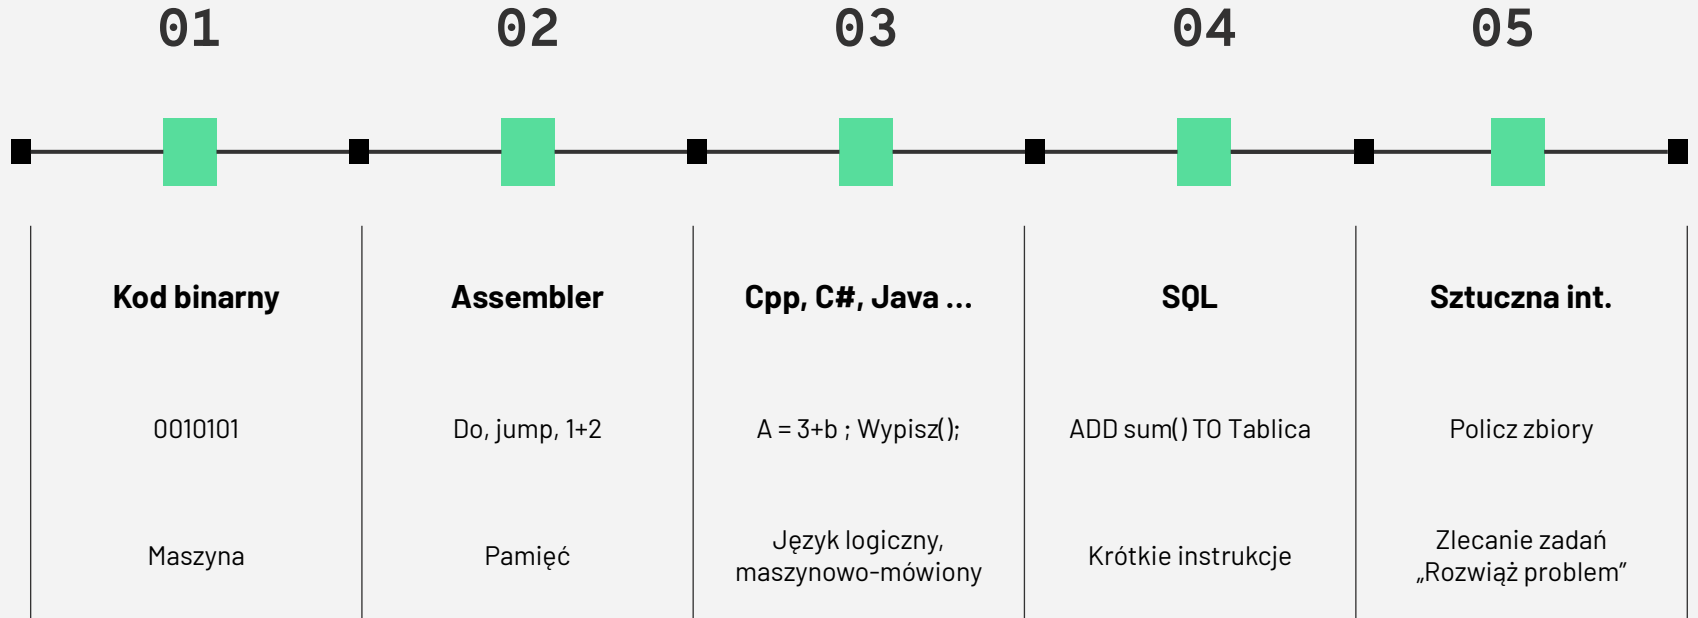 01
02
03
04
05
Kod binarny
Assembler
Cpp, C#, Java ...
SQL
Sztuczna int.
0010101
Do, jump, 1+2
A = 3+b ; Wypisz();
ADD sum() TO Tablica
Policz zbiory
Maszyna
Pamięć
Język logiczny,
maszynowo-mówiony
Krótkie instrukcje
Zlecanie zadań
„Rozwiąż problem”